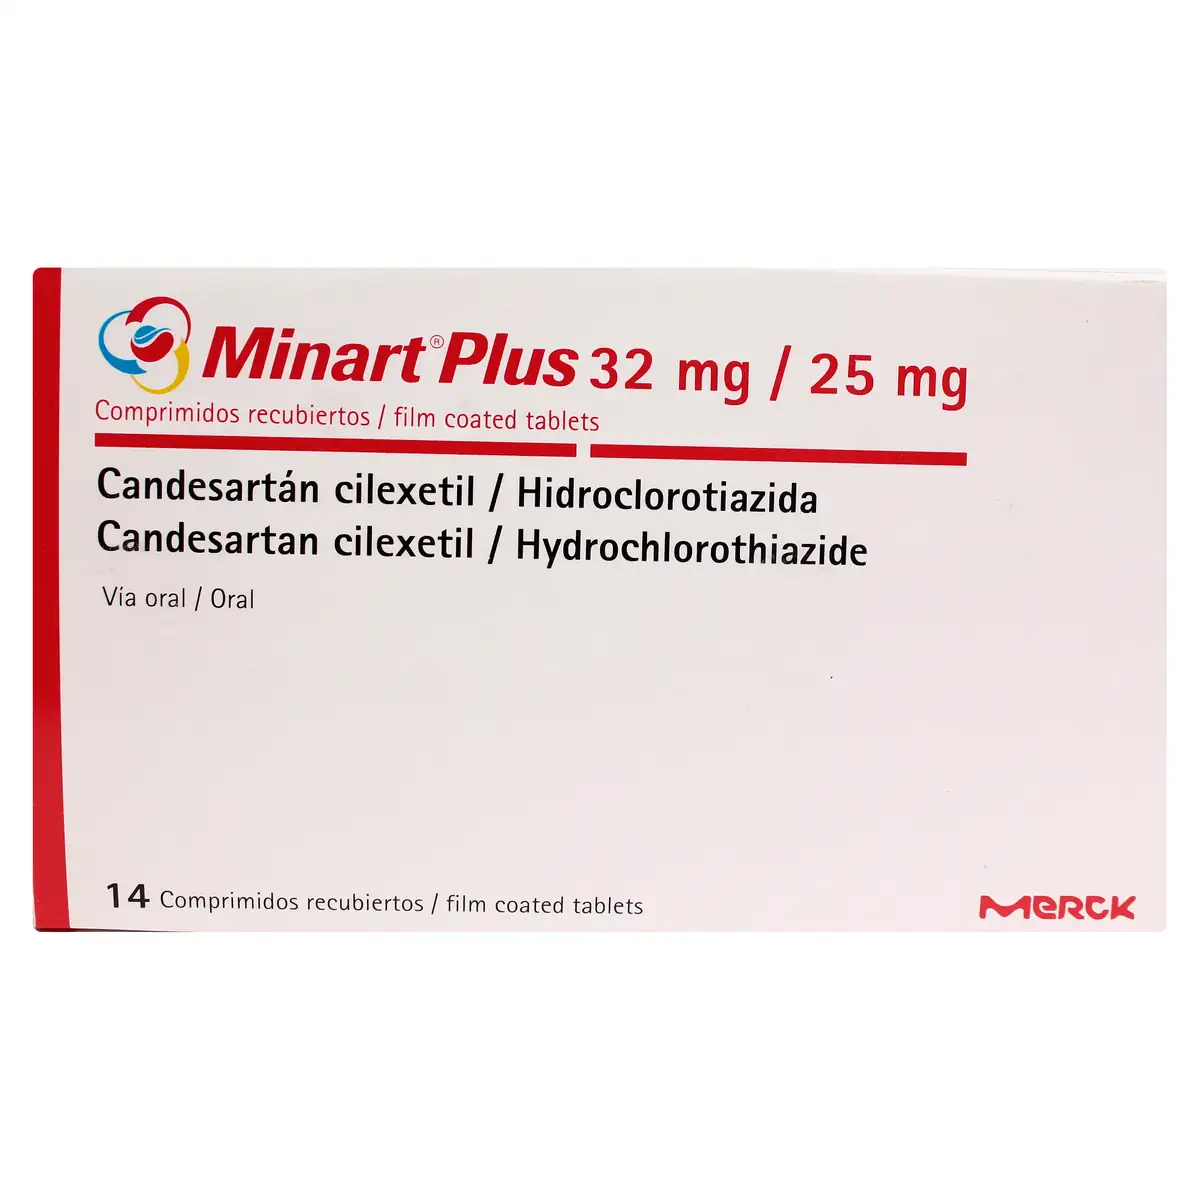 Minart® Plus 32 mg / 25 mg
Comprimidos recubiertos / film coated tablets
Candesartán cilexetil / Hidroclorotiazida
Candesartan cilexetil / Hydrochlorothiazide
Vía oral / Oral
14 Comprimidos recubiertos / film coated tablets
Merck